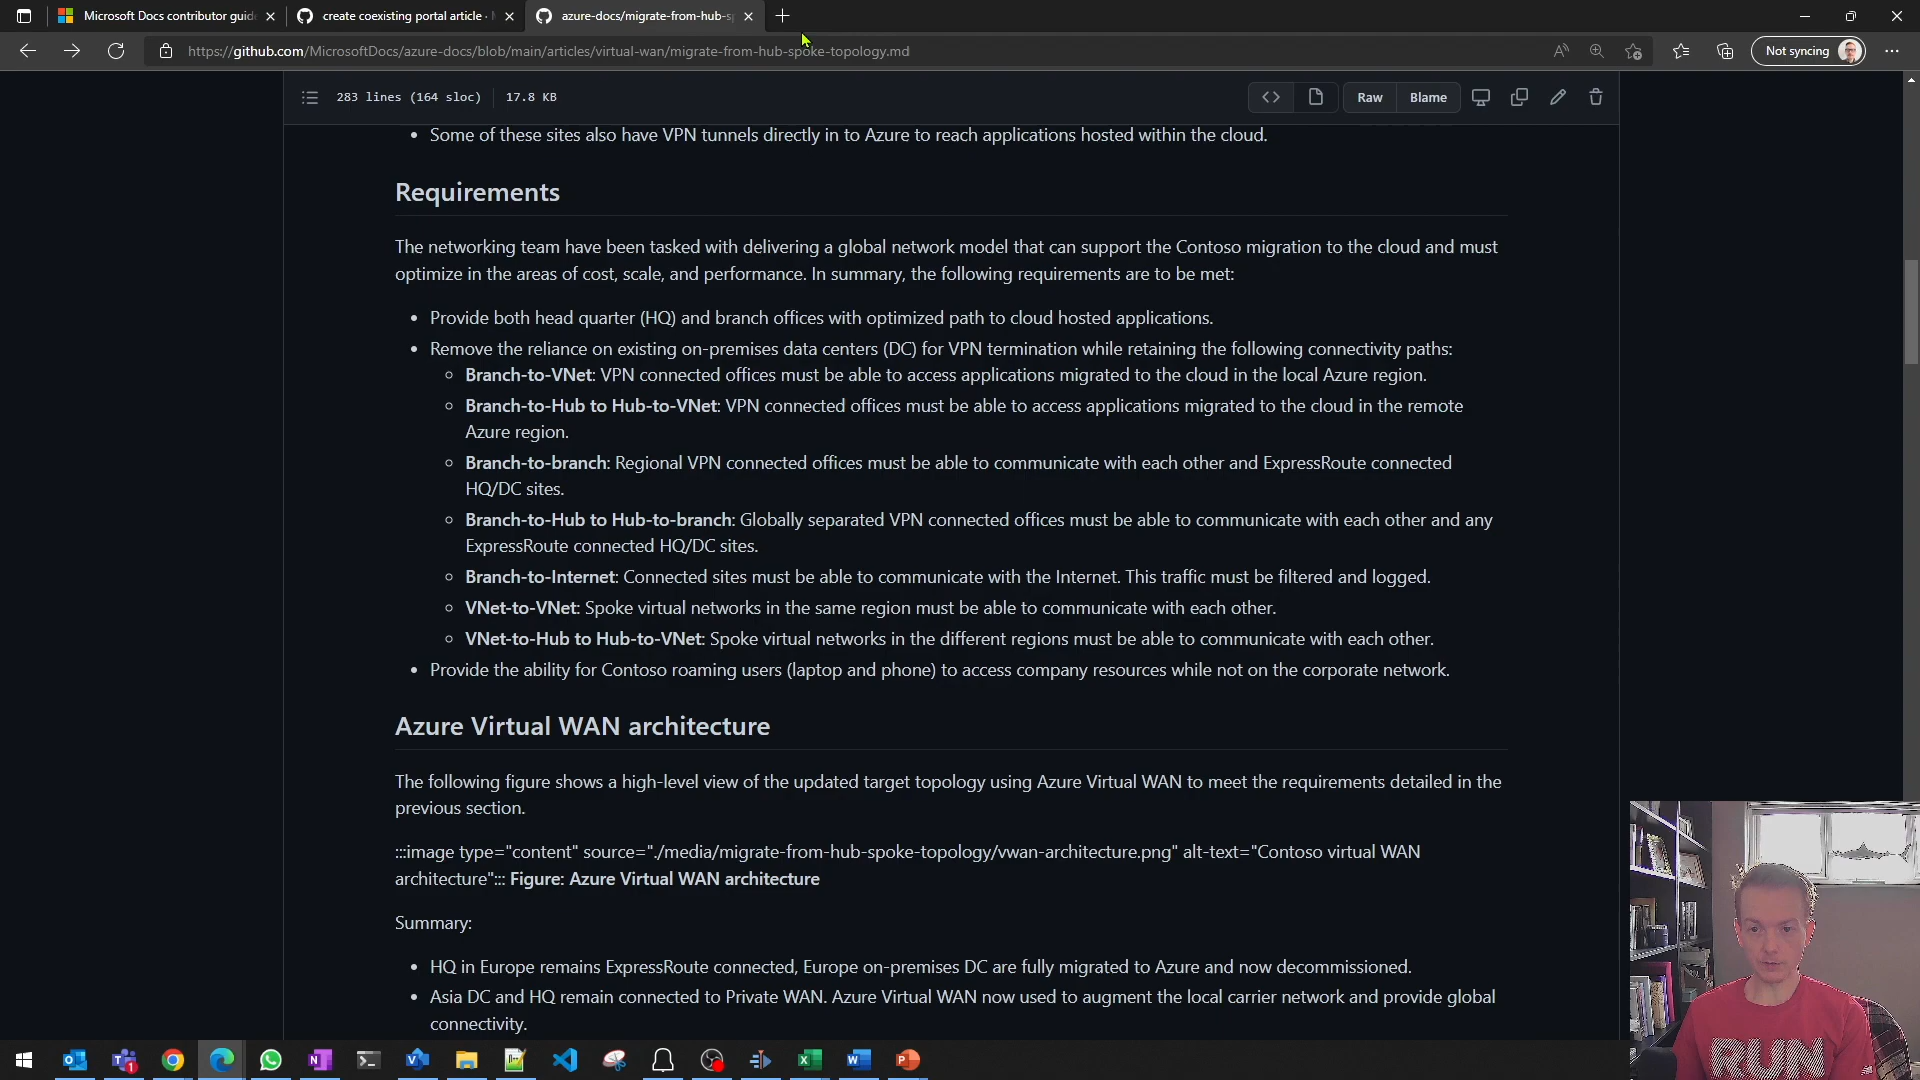 Microsoft Docs contributor guide
create coexisting portal article ·
azure-docs/migrate-from-hub-sp
https://github.com/MicrosoftDocs/azure-docs/blob/main/articles/virtual-wan/migrate-from-hub-spoke-topology.md
Not syncing
283 lines (164 sloc)
17.8 KB
Raw
Blame
• Some of these sites also have VPN tunnels directly in to Azure to reach applications hosted within the cloud.
Requirements
The networking team have been tasked with delivering a global network model that can support the Contoso migration to the cloud and must
optimize in the areas of cost, scale, and performance. In summary, the following requirements are to be met:
• Provide both head quarter (HQ) and branch offices with optimized path to cloud hosted applications.
• Remove the reliance on existing on-premises data centers (DC) for VPN termination while retaining the following connectivity paths:
○ Branch-to-VNet: VPN connected offices must be able to access applications migrated to the cloud in the local Azure region.
○ Branch-to-Hub to Hub-to-VNet: VPN connected offices must be able to access applications migrated to the cloud in the remote
Azure region.
○ Branch-to-branch: Regional VPN connected offices must be able to communicate with each other and ExpressRoute connected
HQ/DC sites.
○ Branch-to-Hub to Hub-to-branch: Globally separated VPN connected offices must be able to communicate with each other and any
ExpressRoute connected HQ/DC sites.
○ Branch-to-Internet: Connected sites must be able to communicate with the Internet. This traffic must be filtered and logged.
○ VNet-to-VNet: Spoke virtual networks in the same region must be able to communicate with each other.
○ VNet-to-Hub to Hub-to-VNet: Spoke virtual networks in the different regions must be able to communicate with each other.
• Provide the ability for Contoso roaming users (laptop and phone) to access company resources while not on the corporate network.
Azure Virtual WAN architecture
The following figure shows a high-level view of the updated target topology using Azure Virtual WAN to meet the requirements detailed in the
previous section.
:::image type="content" source="./media/migrate-from-hub-spoke-topology/vwan-architecture.png" alt-text="Contoso virtual WAN
architecture"::: Figure: Azure Virtual WAN architecture
Summary:
• HQ in Europe remains ExpressRoute connected, Europe on-premises DC are fully migrated to Azure and now decommissioned.
• Asia DC and HQ remain connected to Private WAN. Azure Virtual WAN now used to augment the local carrier network and provide global
connectivity.
RUN